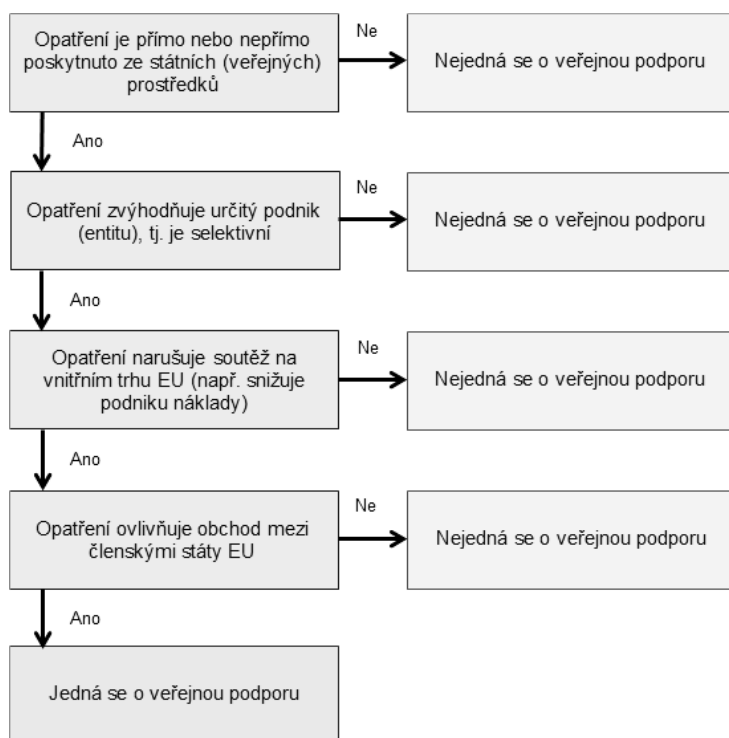 Opatření je přímo nebo nepřímo
poskytnuto ze státních (veřejných)
prostředků
Ne
Nejedná se o veřejnou podporu
Ano
Opatření zvýhodňuje určitý podnik
(entitu), tj. je selektivní
Ne
Nejedná se o veřejnou podporu
Ano
Opatření narušuje soutěž na
vnitřním trhu EU (např. snižuje
podniku náklady)
Ne
Nejedná se o veřejnou podporu
Ano
Opatření ovlivňuje obchod mezi
členskými státy EU
Ne
Nejedná se o veřejnou podporu
Ano
Jedná se o veřejnou podporu